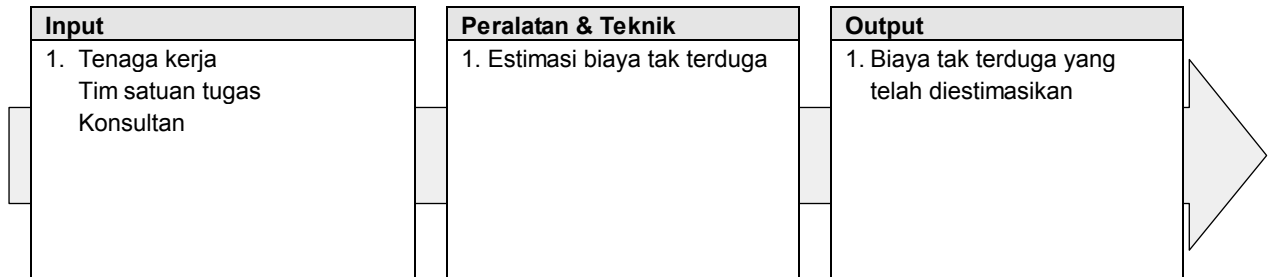 Input
1. Tenaga kerja
Tim satuan tugas
Konsultan
Peralatan & Teknik
1. Estimasi biaya tak terduga
Output
1. Biaya tak terduga yang
telah diestimasikan